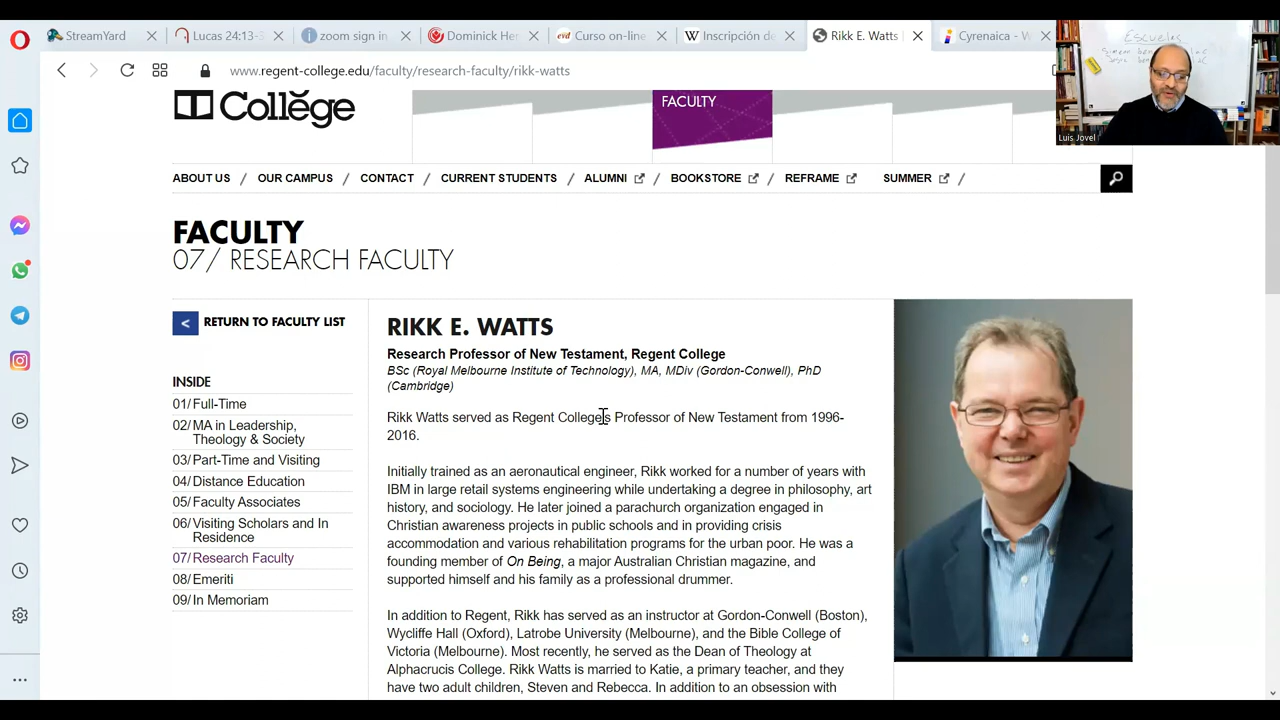 StreamYard
Lucas 24:13-
zoom sign in
Dominick He
Curso on-line
Inscripción de
Rikk E. Watts
Cyrenaica - W
www.regent-college.edu/faculty/research-faculty/rikk-watts
Escuelas
Luis Jovel
College
FACULTY
ABOUT US / OUR CAMPUS / CONTACT / CURRENT STUDENTS / ALUMNI / BOOKSTORE / REFRAME / SUMMER /
FACULTY
07/ RESEARCH FACULTY
< RETURN TO FACULTY LIST
INSIDE
01/ Full-Time
02/ MA in Leadership,
Theology & Society
03/ Part-Time and Visiting
04/ Distance Education
05/ Faculty Associates
06/ Visiting Scholars and In
Residence
07/ Research Faculty
08/ Emeriti
09/ In Memoriam
RIKK E. WATTS
Research Professor of New Testament, Regent College
BSc (Royal Melbourne Institute of Technology), MA, MDiv (Gordon-Conwell), PhD
(Cambridge)
Rikk Watts served as Regent College's Professor of New Testament from 1996-
2016.
Initially trained as an aeronautical engineer, Rikk worked for a number of years with
IBM in large retail systems engineering while undertaking a degree in philosophy, art
history, and sociology. He later joined a parachurch organization engaged in
Christian awareness projects in public schools and in providing crisis
accommodation and various rehabilitation programs for the urban poor. He was a
founding member of On Being, a major Australian Christian magazine, and
supported himself and his family as a professional drummer.
In addition to Regent, Rikk has served as an instructor at Gordon-Conwell (Boston),
Wycliffe Hall (Oxford), Latrobe University (Melbourne), and the Bible College of
Victoria (Melbourne). Most recently, he served as the Dean of Theology at
Alphacrucis College. Rikk Watts is married to Katie, a primary teacher, and they
have two adult children, Steven and Rebecca. In addition to an obsession with